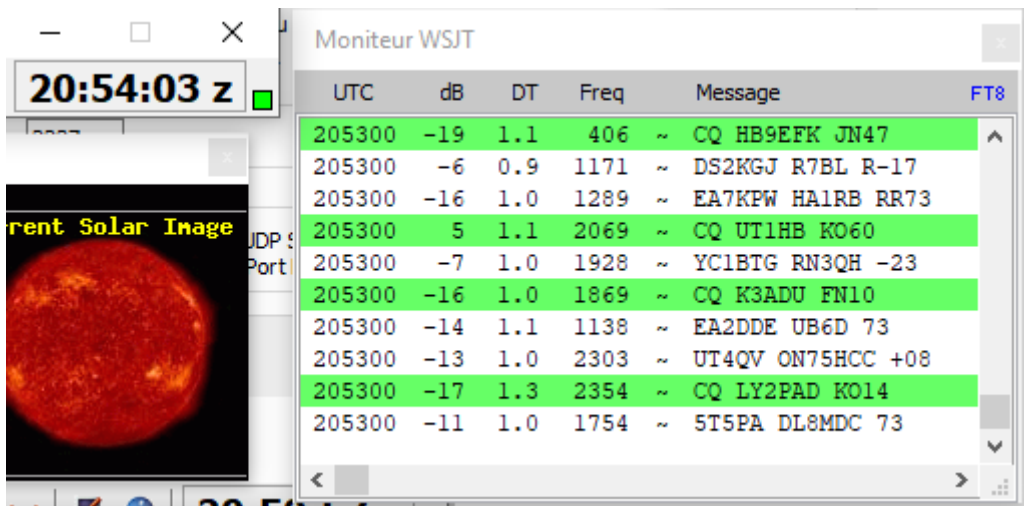 20:54:03 z
rent Solar Image
UDP S
Port
Moniteur WSJT
UTC dB DT Freq Message FT8
205300 -19 1.1 406 ~ CQ HB9EFK JN47
205300 -6 0.9 1171 ~ DS2KGJ R7BL R-17
205300 -16 1.0 1289 ~ EA7KPW HA1RB RR73
205300 5 1.1 2069 ~ CQ UT1HB KO60
205300 -7 1.0 1928 ~ YC1BTG RN3QH -23
205300 -16 1.0 1869 ~ CQ K3ADU FN10
205300 -14 1.1 1138 ~ EA2DDE UB6D 73
205300 -13 1.0 2303 ~ UT4QV ON75HCC +08
205300 -17 1.3 2354 ~ CQ LY2PAD KO14
205300 -11 1.0 1754 ~ 5T5PA DL8MDC 73